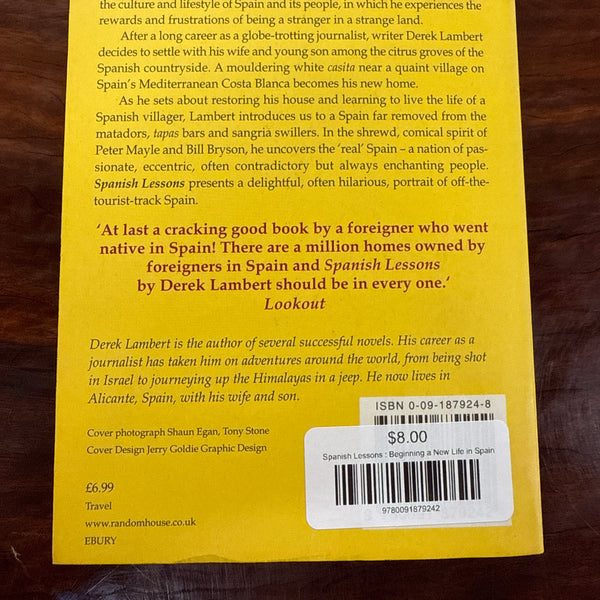 the culture and lifestyle of Spain and its people, in which he experiences the
rewards and frustrations of being a stranger in a strange land.
After a long career as a globe-trotting journalist, writer Derek Lambert
decides to settle with his wife and young son among the citrus groves of the
Spanish countryside. A mouldering white casita near a quaint village on
Spain's Mediterranean Costa Blanca becomes his new home.
As he sets about restoring his house and learning to live the life of a
Spanish villager, Lambert introduces us to a Spain far removed from the
matadors, tapas bars and sangria swillers. In the shrewd, comical spirit of
Peter Mayle and Bill Bryson, he uncovers the 'real' Spain – a nation of pas-
sionate, eccentric, often contradictory but always enchanting people.
Spanish Lessons presents a delightful, often hilarious, portrait of off-the-
tourist-track Spain.
'At last a cracking good book by a foreigner who went
native in Spain! There are a million homes owned by
foreigners in Spain and Spanish Lessons
by Derek Lambert should be in every one.'
Lookout
Derek Lambert is the author of several successful novels. His career as a
journalist has taken him on adventures around the world, from being shot
in Israel to journeying up the Himalayas in a jeep. He now lives in
Alicante, Spain, with his wife and son.
Cover photograph Shaun Egan, Tony Stone
Cover Design Jerry Goldie Graphic Design
£6.99
Travel
www.randomhouse.co.uk
EBURY
ISBN 0-09-187924-8
$8.00
Spanish Lessons : Beginning a New Life in Spain
9780091879242